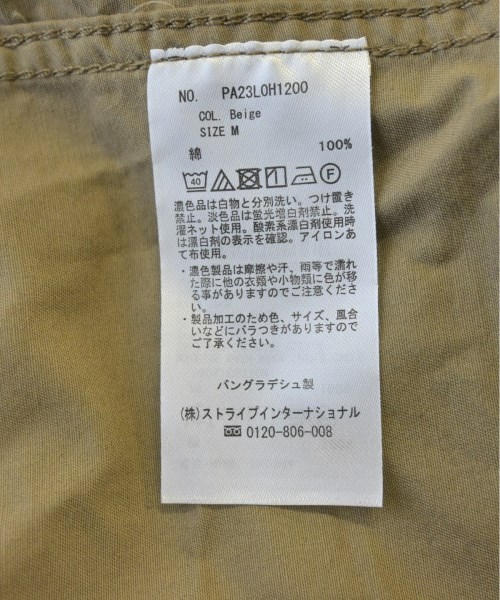 NO. PA23L0H1200
COL. Beige
SIZE M
綿 100%
40 F
濃色品は白物と分別洗い。つけ置き
禁止。淡色品は蛍光増白剤禁止。洗
濯ネット使用。酸素系漂白剤使用時
は漂白剤の表示を確認。アイロンあ
て布使用。
・濃色製品は摩擦や汗、雨等で濡れ
た際に他の衣類や小物類に色が移
る事がありますのでご注意くださ
い。
・製品加工のため色、サイズ、風合
いなどにバラつきがありますので
ご了承ください。
バングラデシュ製
(株)ストライプインターナショナル
0120-806-008